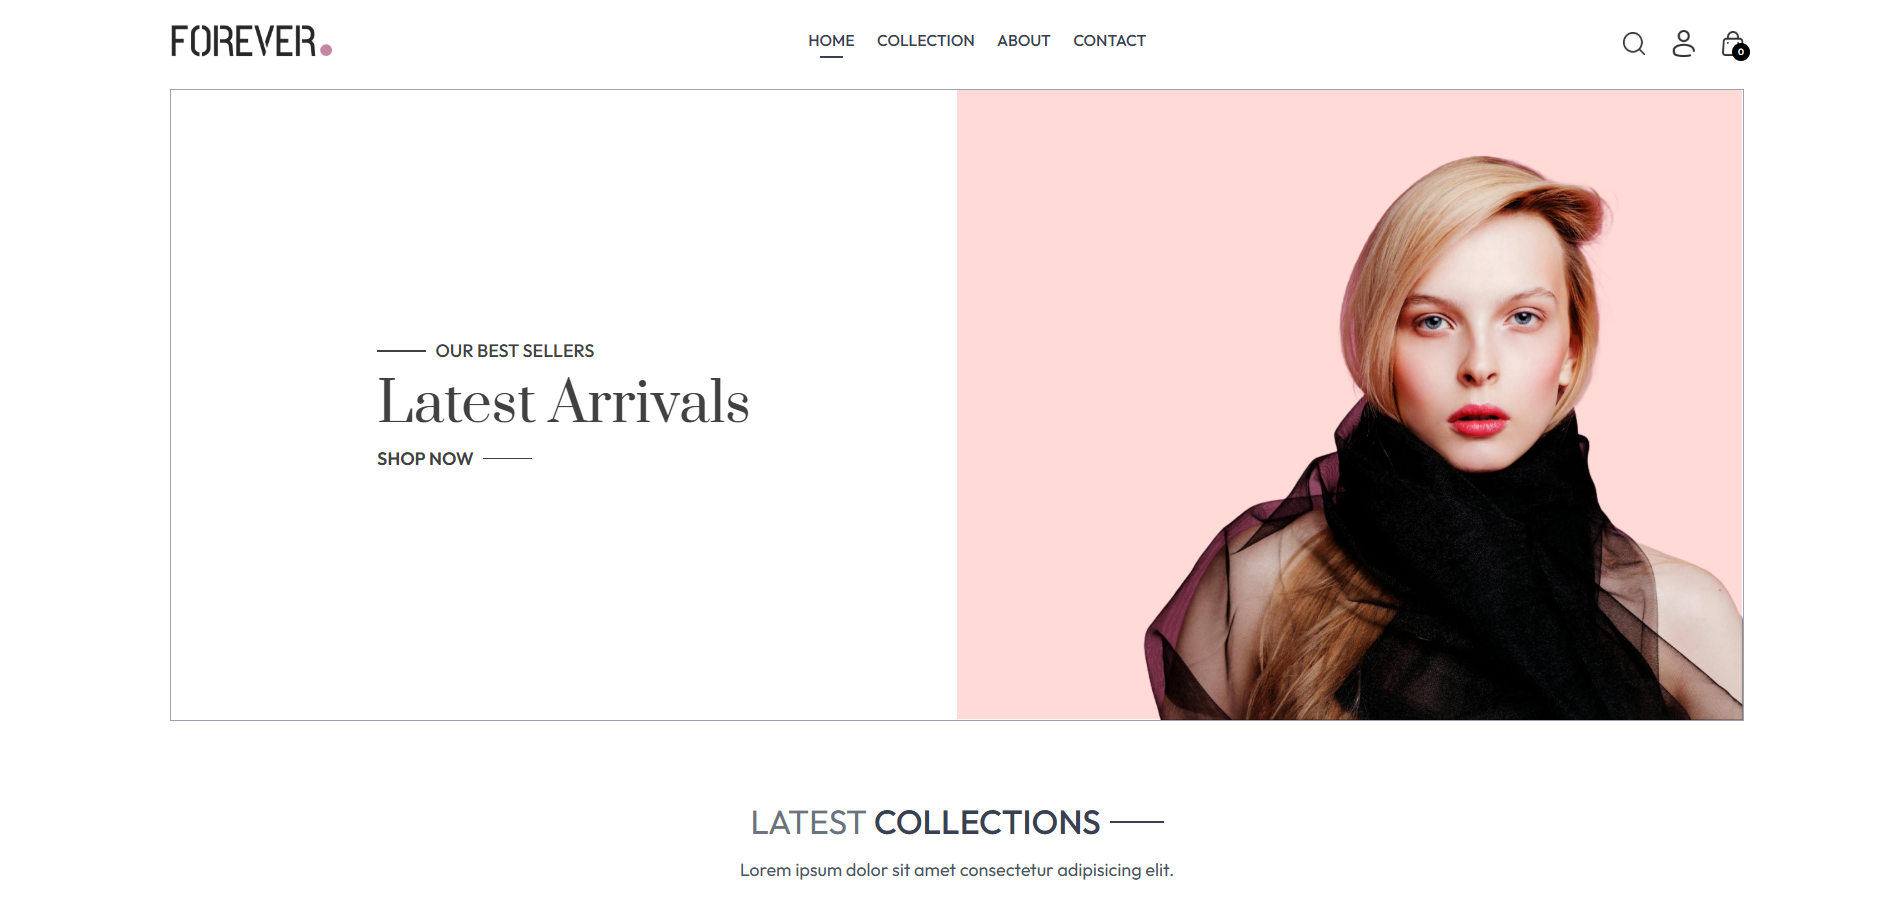 FOREVER.
HOME COLLECTION ABOUT CONTACT
0
OUR BEST SELLERS
Latest Arrivals
SHOP NOW
LATEST COLLECTIONS
Lorem ipsum dolor sit amet consectetur adipisicing elit.